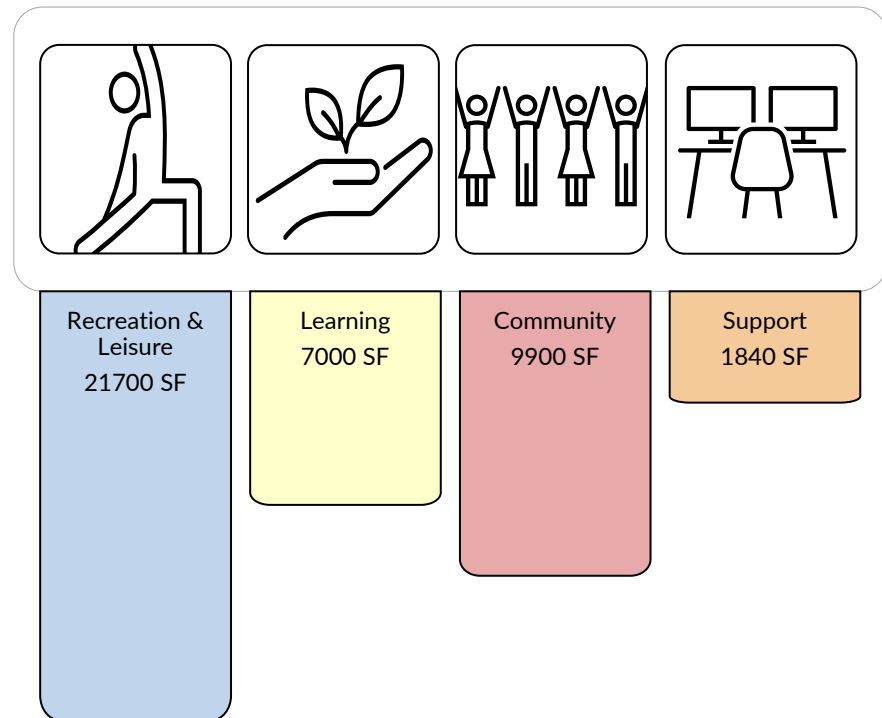 Recreation &
Leisure
21700 SF
Learning
7000 SF
Community
9900 SF
Support
1840 SF